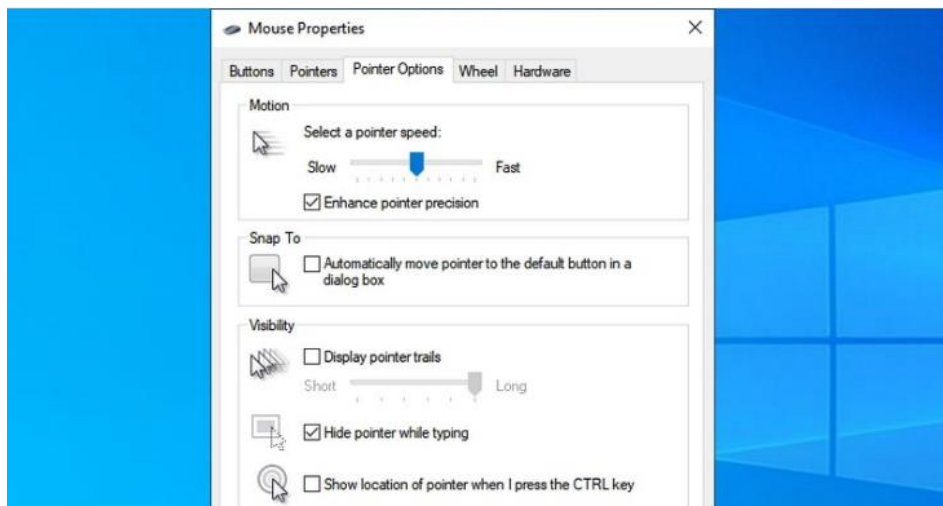 Mouse Properties
Buttons Pointers Pointer Options Wheel Hardware
Motion
Select a pointer speed:
Slow Fast
Enhance pointer precision
Snap To
Automatically move pointer to the default button in a
dialog box
Visibility
Display pointer trails
Short Long
Hide pointer while typing
Show location of pointer when I press the CTRL key